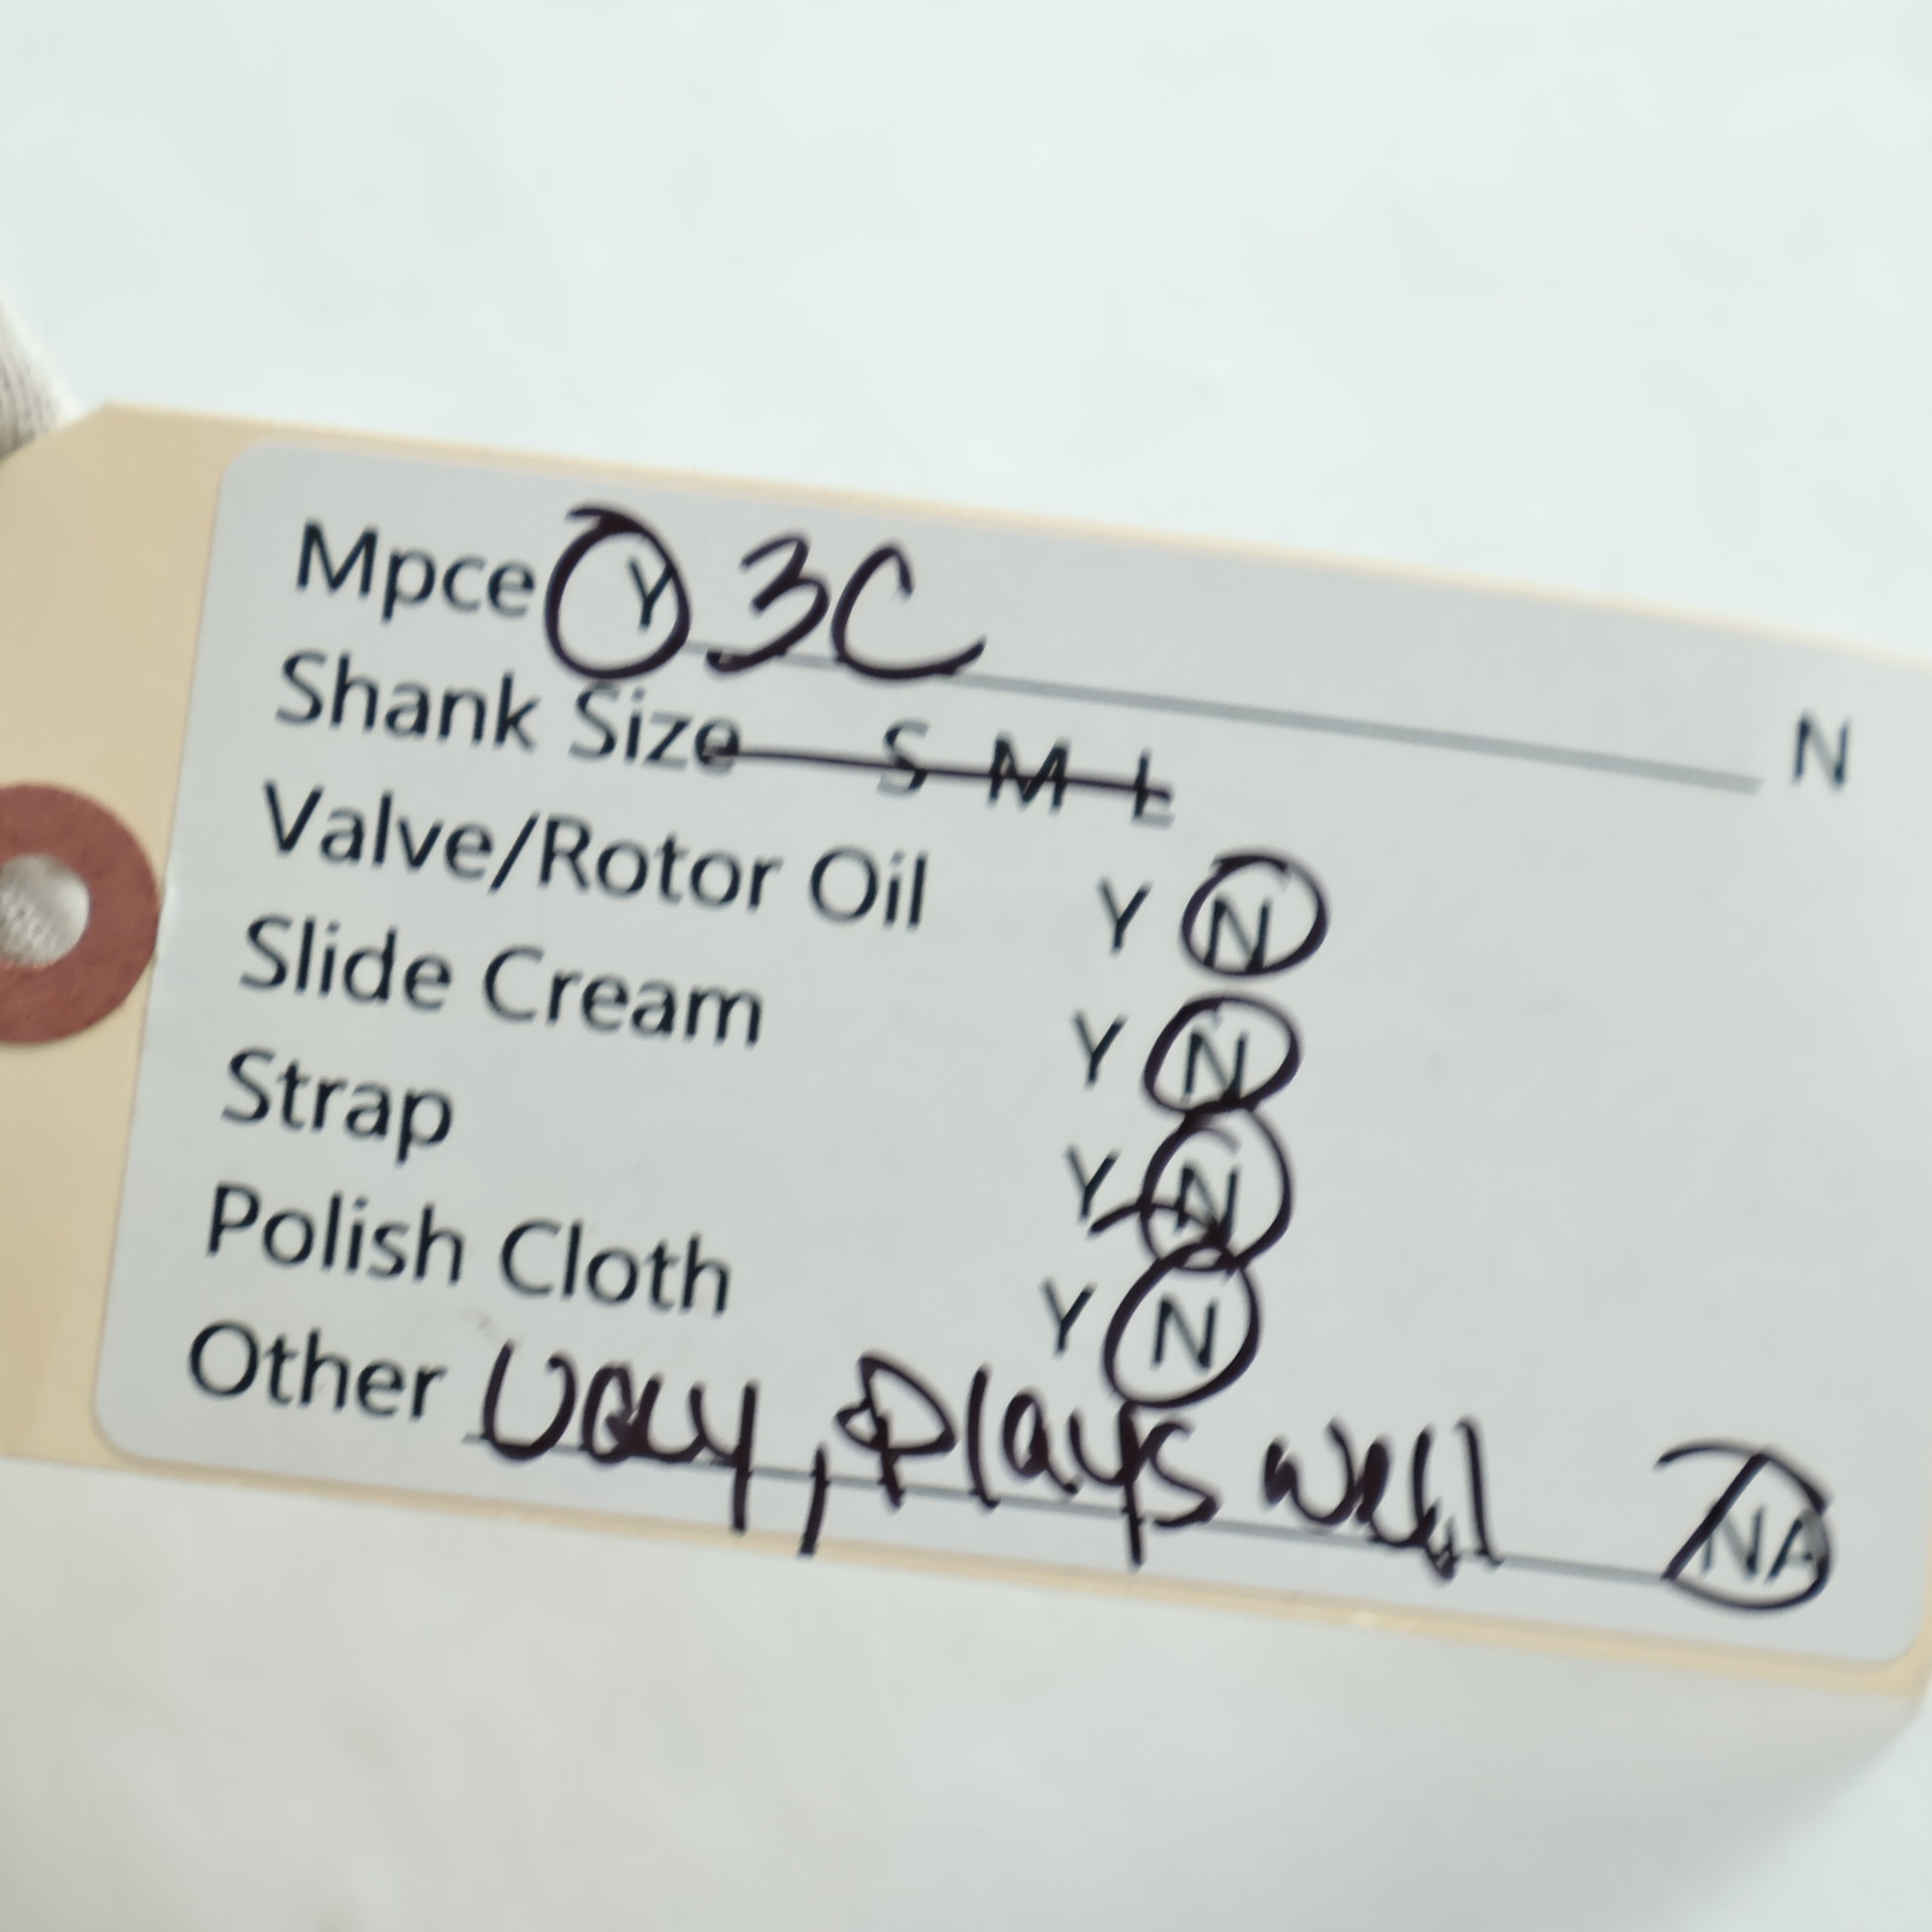 Mpce Y 3C N
Shank Size S M L
Valve/Rotor Oil Y N
Slide Cream Y N
Strap Y N
Polish Cloth Y N
Other Ugly, Plays well NA